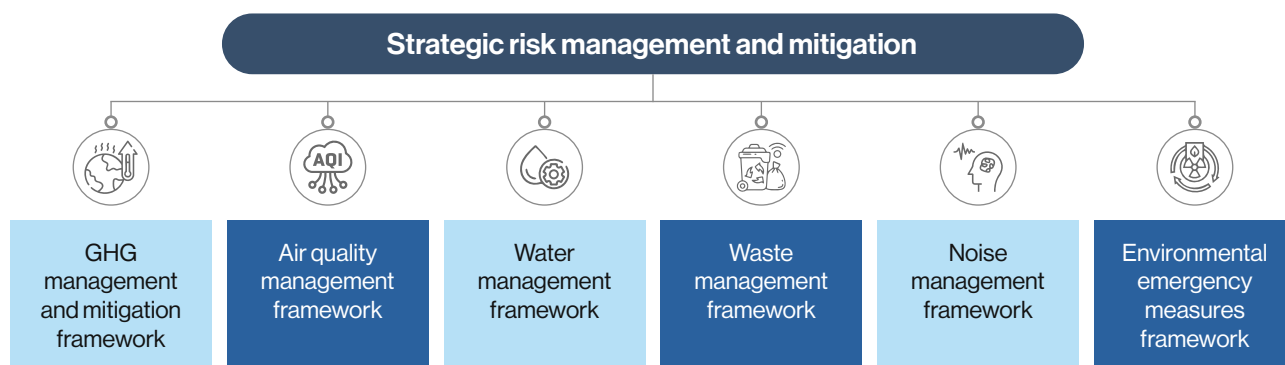 Strategic risk management and mitigation
AQI
GHG
management
and mitigation
framework
Air quality
management
framework
Water
management
framework
Waste
management
framework
Noise
management
framework
Environmental
emergency
measures
framework